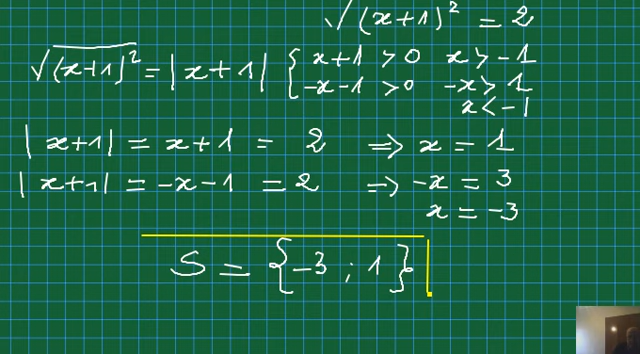 √(x+1)² = 2
√(x+1)² = |x+1| { x+1 > 0 x > -1
-x-1 > 0 -x > 1
x < -1
|x+1| = x+1 = 2 => x = 1
|x+1| = -x-1 = 2 => -x = 3
x = -3
S = {-3 ; 1}